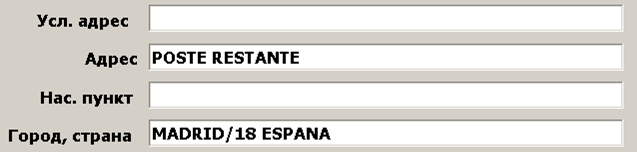 Усл. адрес
Адрес POSTE RESTANTE
Нас. пункт
Город, страна MADRID/18 ESPANA